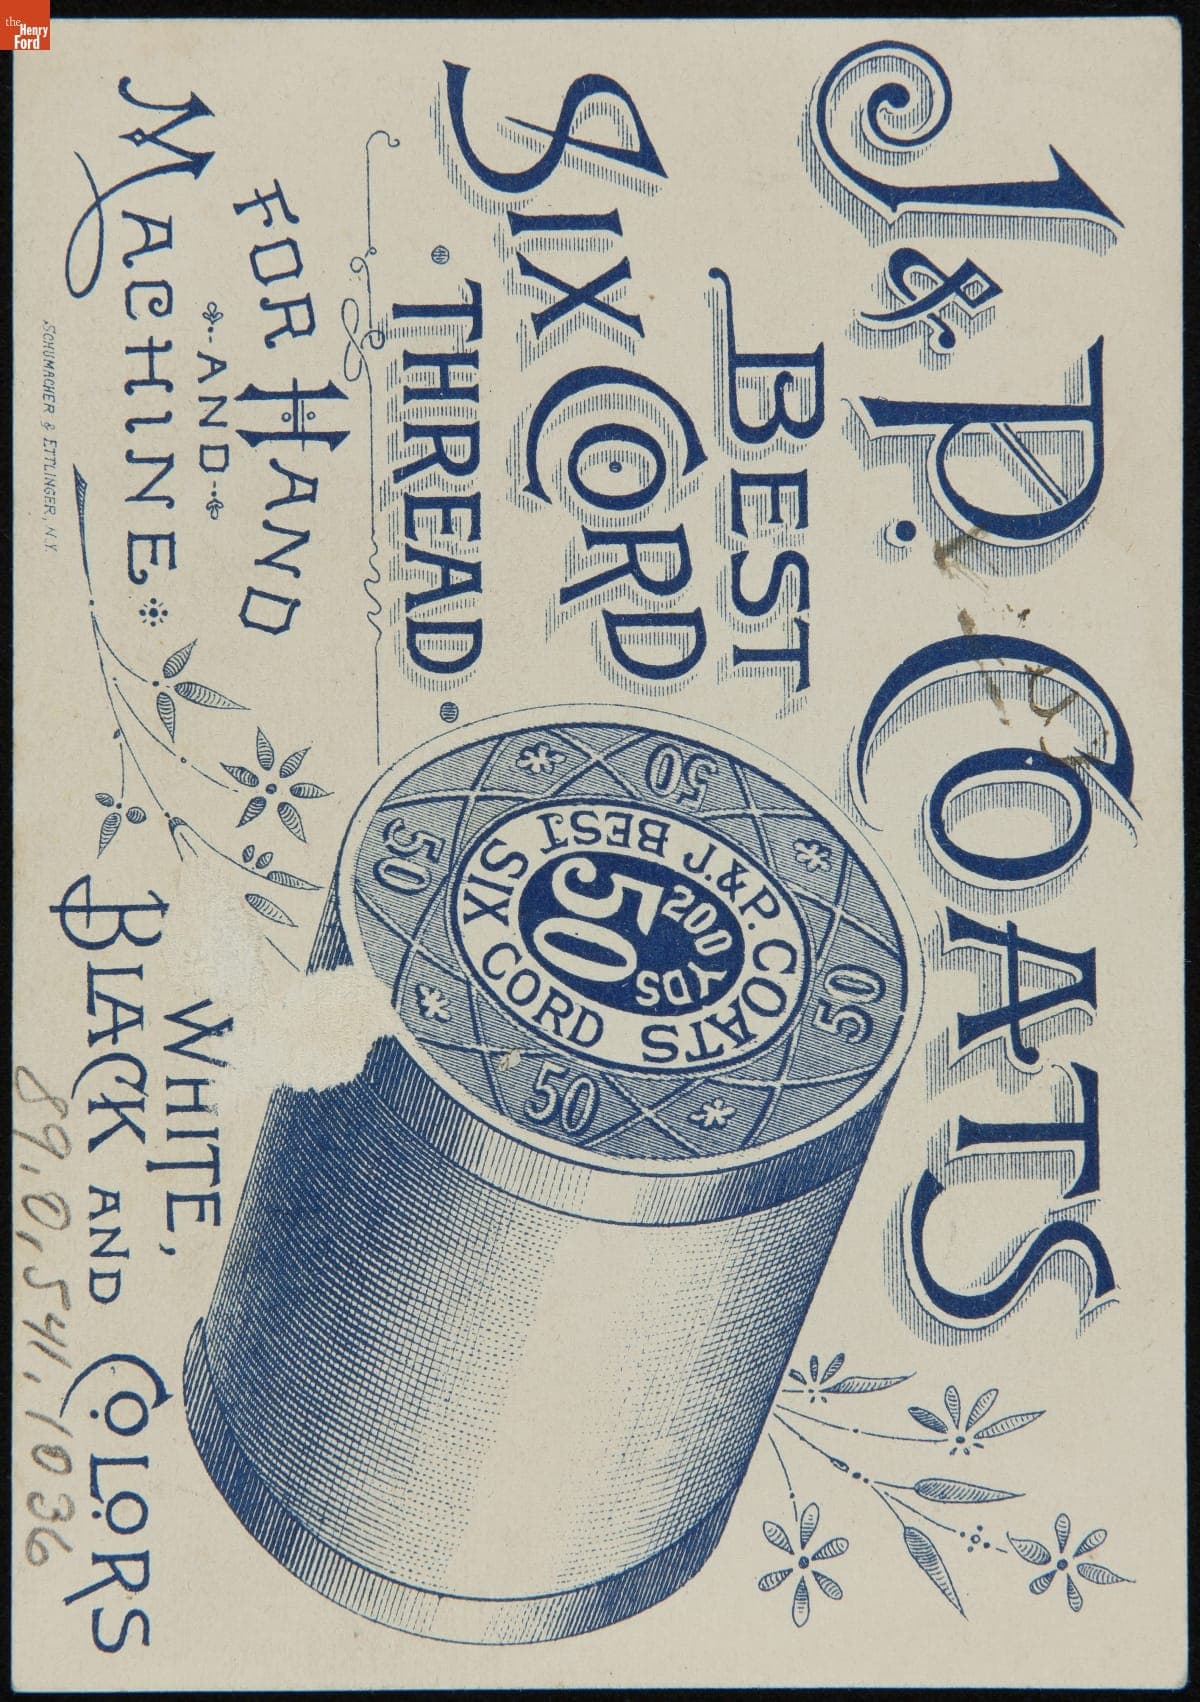 the
Henry
Ford
J. & P. COATS
BEST
SIX CORD
THREAD
FOR HAND
AND
MACHINE
SCHUMACHER & ETTLINGER, N.Y.
50
50
50
50
J. & P. COATS
BEST SIX CORD
200 YDS
50
WHITE,
BLACK AND COLORS
89.0.541.1036